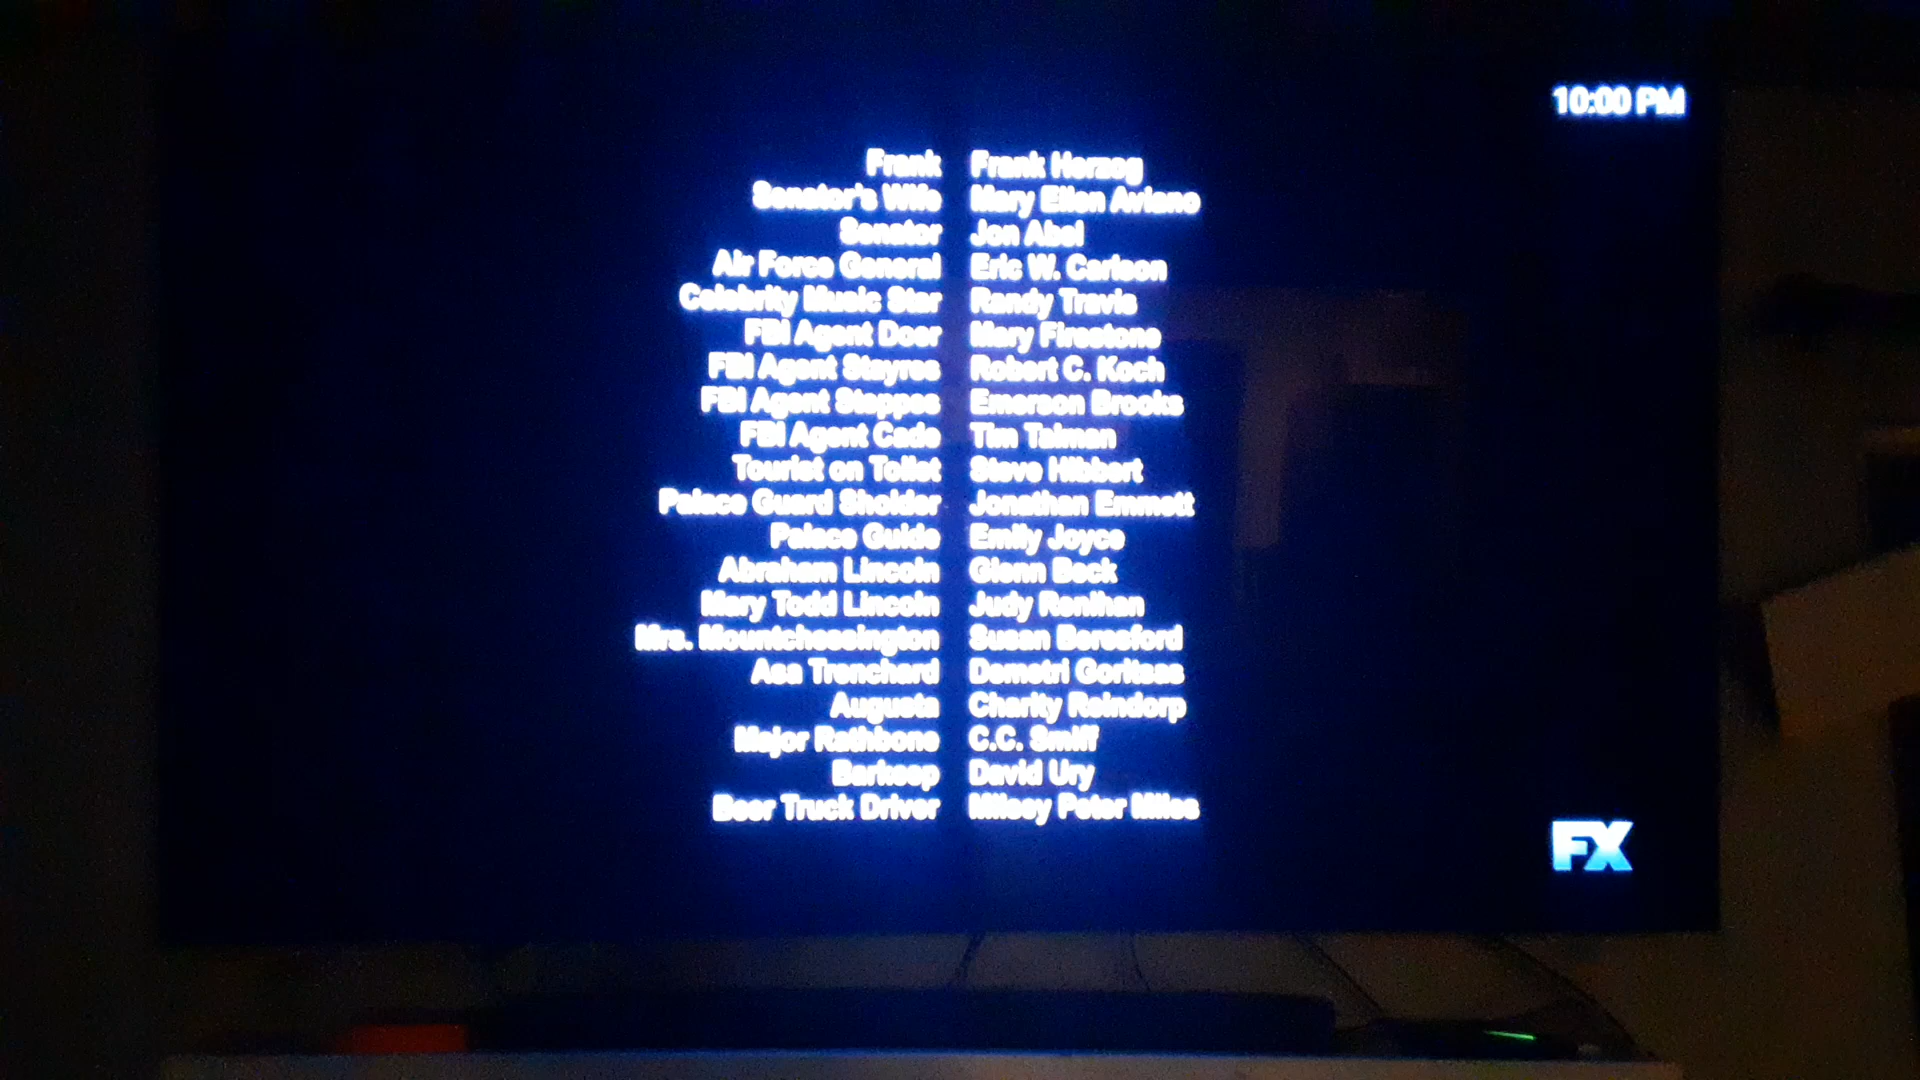 10:00 PM
Frank Frank Herzog
Senator's Wife Mary Ellen Aviano
Senator Jon Abel
Air Force General Eric W. Carlson
Celebrity Music Star Randy Travis
FBI Agent Door Mary Firestone
FBI Agent Stayres Robert C. Koch
FBI Agent Steppes Emerson Brooks
FBI Agent Cade Tim Talman
Tourist on Toilet Steve Hibbert
Palace Guard Sholder Jonathan Emmett
Palace Guide Emily Joyce
Abraham Lincoln Glenn Beck
Mary Todd Lincoln Judy Renihan
Mrs. Mountchessington Susan Beresford
Asa Trenchard Demetri Goritsas
Augusta Charity Reindorp
Major Rathbone C.C. Smiff
Barkeep David Ury
Beer Truck Driver Peter Miles
FX